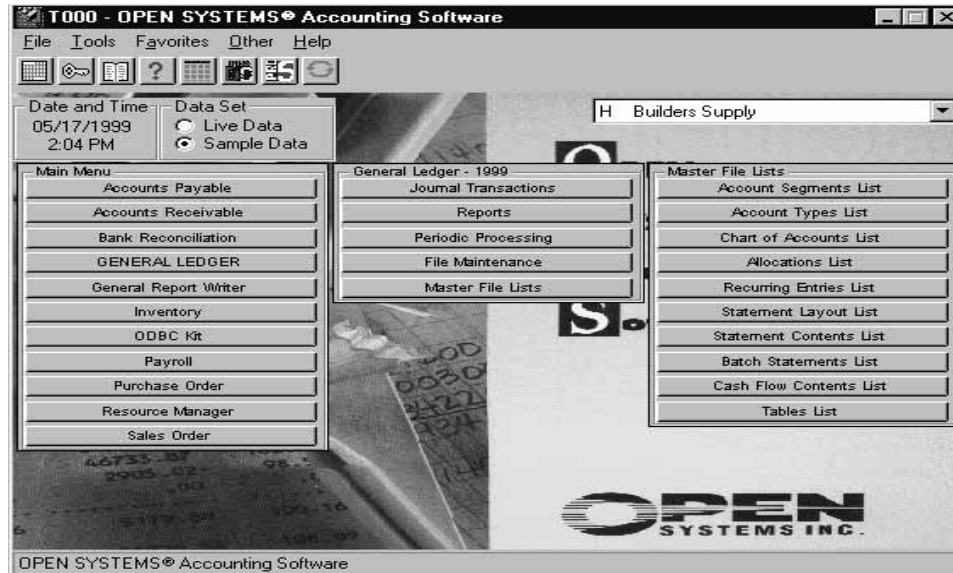 T000 - OPEN SYSTEMS® Accounting Software
File Tools Favorites Other Help
Date and Time
05/17/1999
2:04 PM
Data Set
Live Data
Sample Data
H Builders Supply
Main Menu
Accounts Payable
Accounts Receivable
Bank Reconciliation
GENERAL LEDGER
General Report Writer
Inventory
ODBC Kit
Payroll
Purchase Order
Resource Manager
Sales Order
General Ledger - 1999
Journal Transactions
Reports
Periodic Processing
File Maintenance
Master File Lists
Master File Lists
Account Segments List
Account Types List
Chart of Accounts List
Allocations List
Recurring Entries List
Statement Layout List
Statement Contents List
Batch Statements List
Cash Flow Contents List
Tables List
OPEN
SYSTEMS INC.
OPEN SYSTEMS® Accounting Software